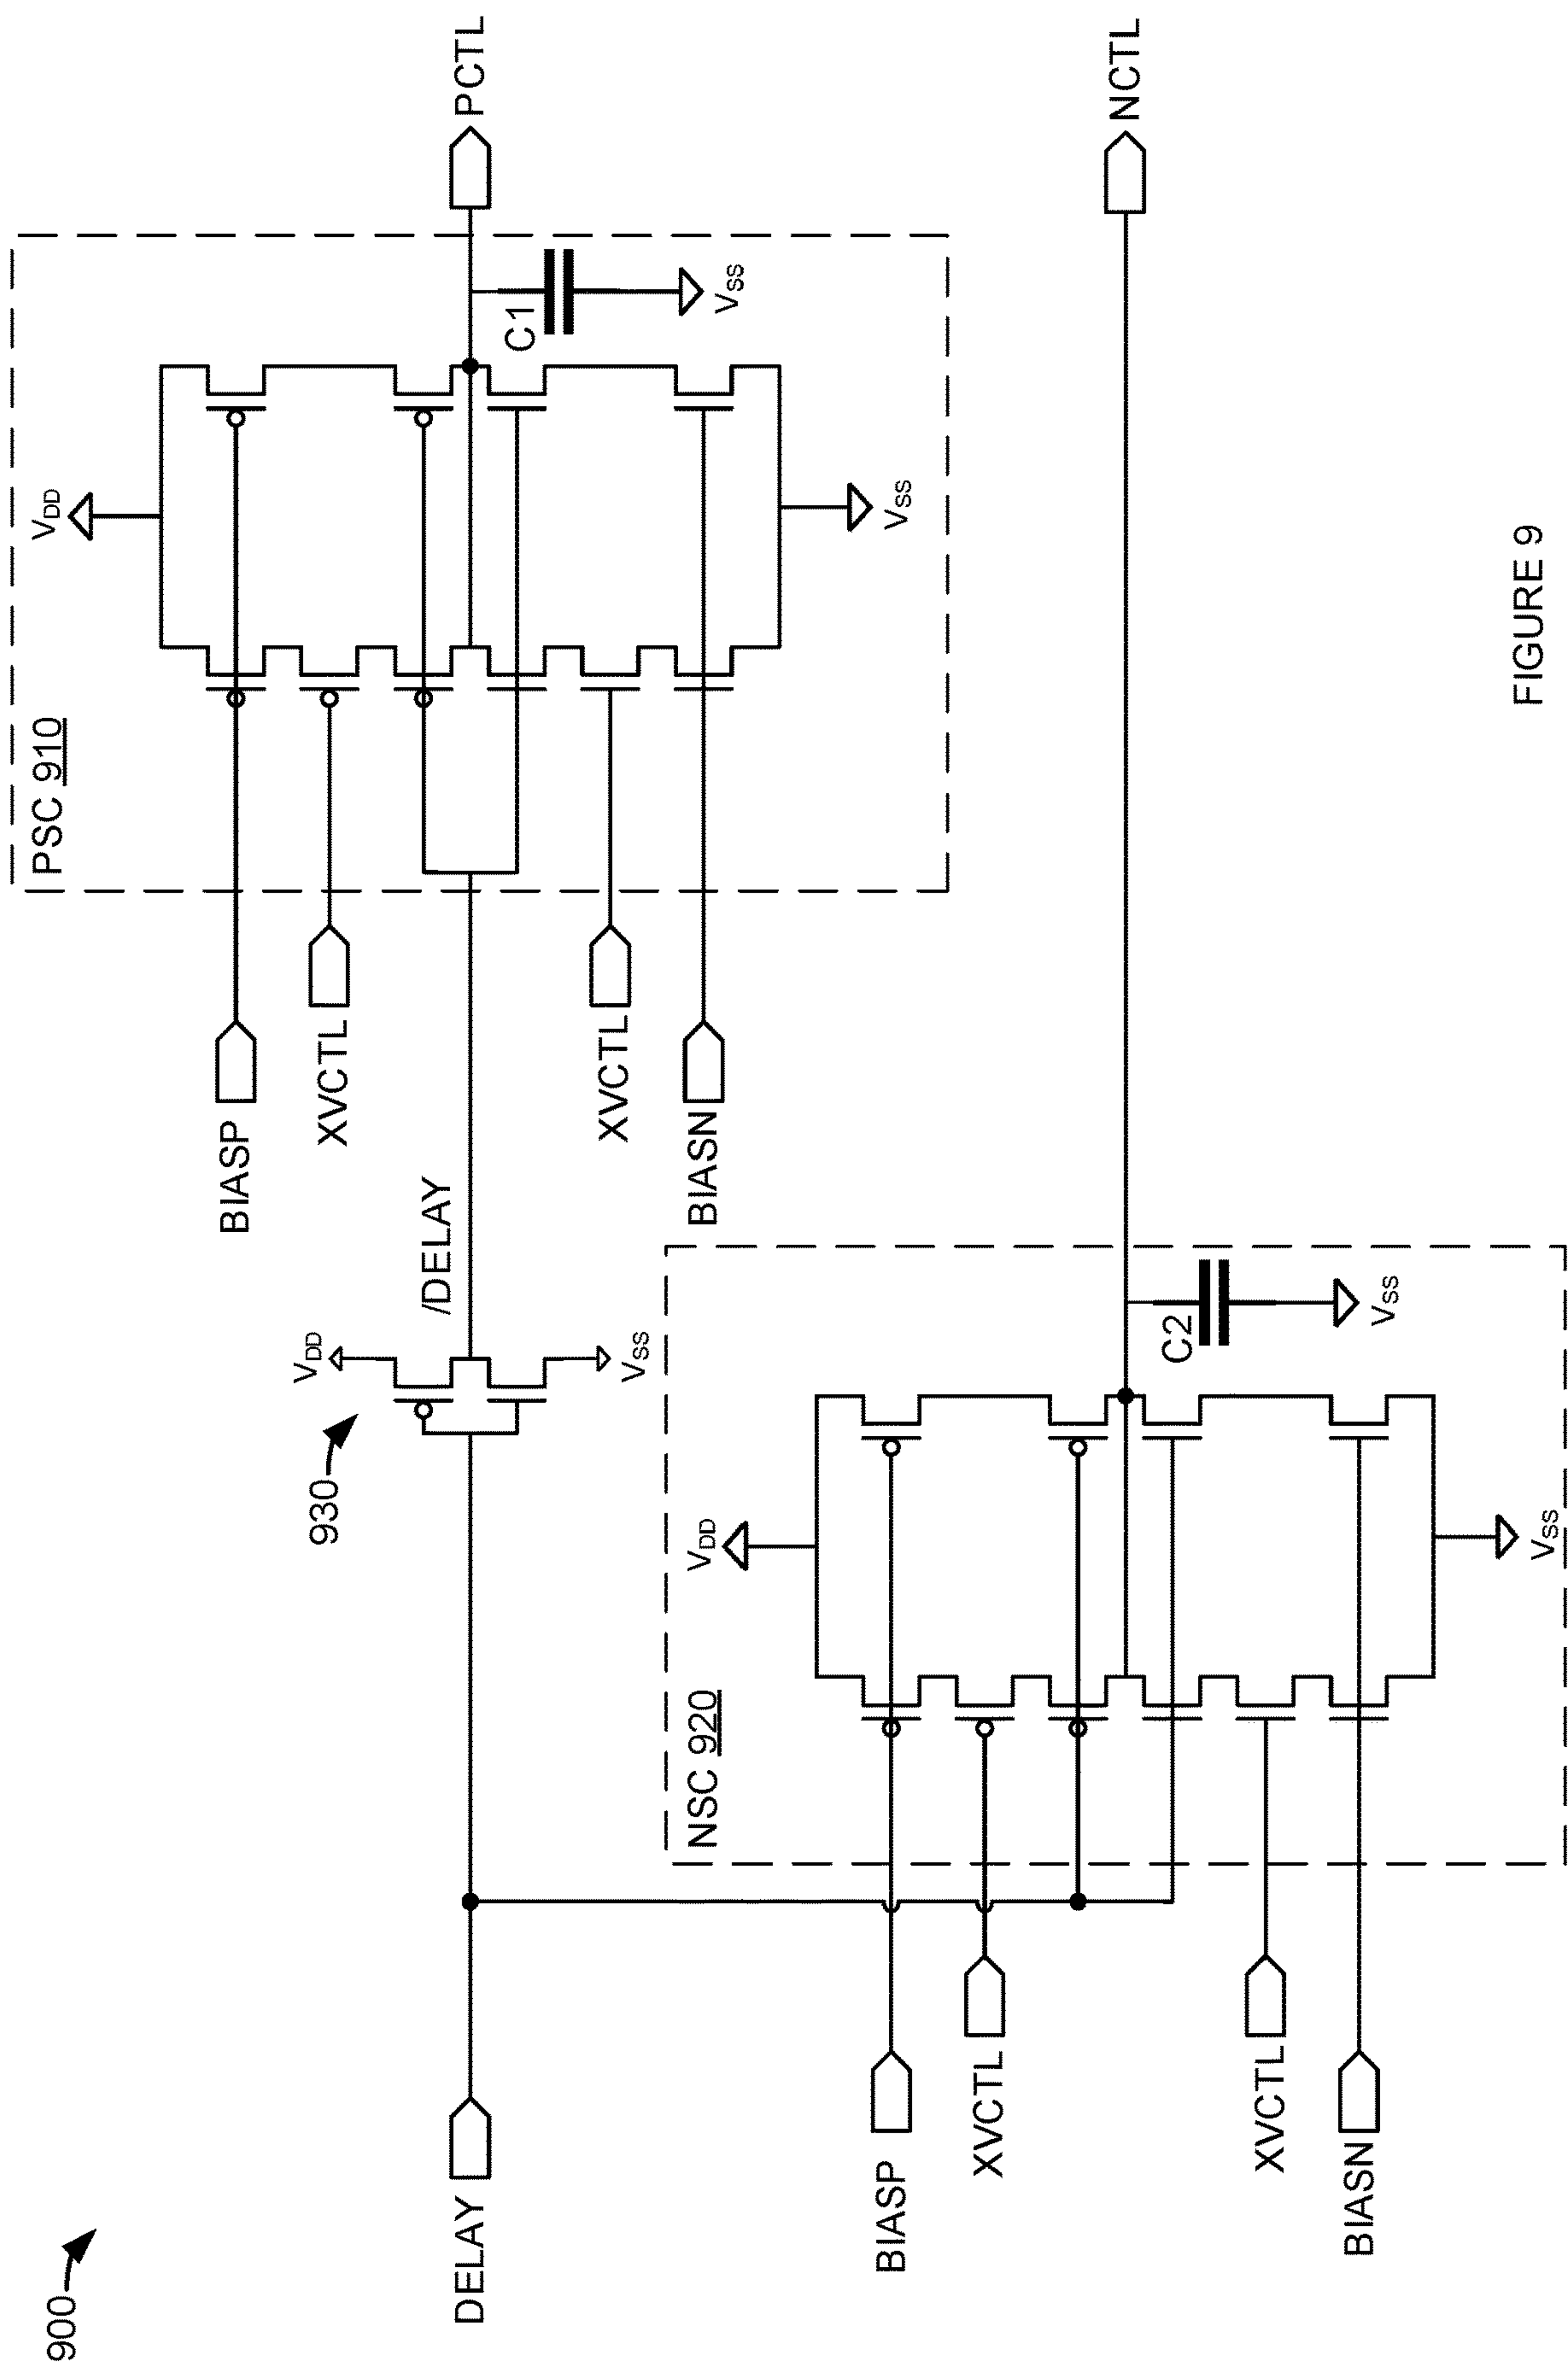 900
DELAY
930
VDD
VSS
/DELAY
PSC 910
VDD
BIASP
XVCTL
XVCTL
BIASN
C1
VSS
VSS
PCTL
NSC 920
VDD
BIASP
XVCTL
XVCTL
BIASN
C2
VSS
VSS
NCTL
FIGURE 9